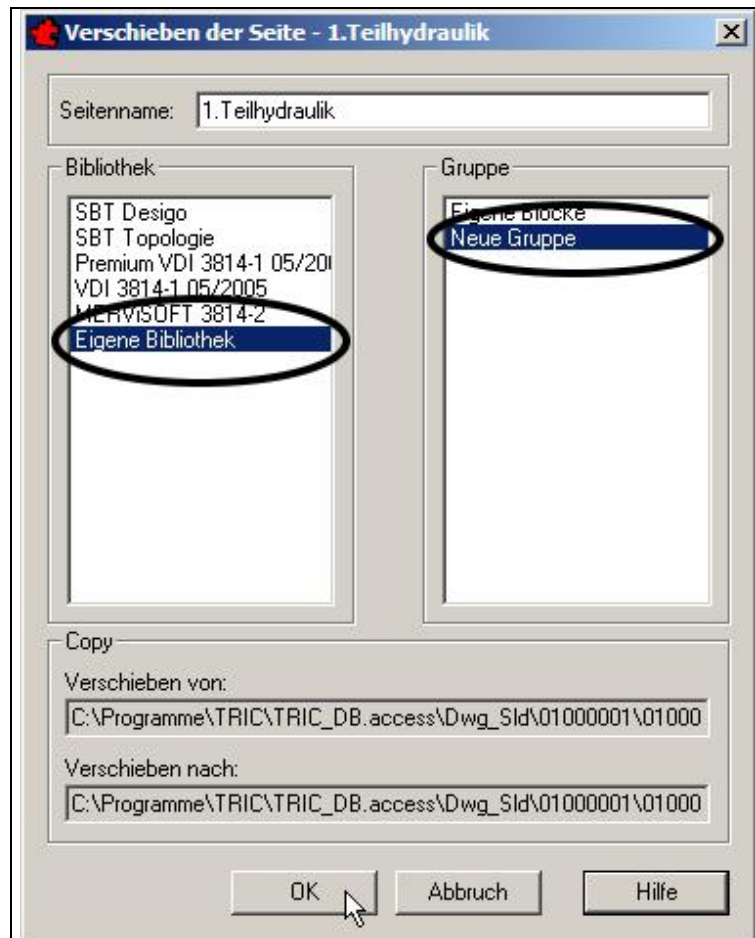 Verschieben der Seite - 1.Teilhydraulik
Seitenname: 1.Teilhydraulik
Bibliothek
SBT Desigo
SBT Topologie
Premium VDI 3814-1 05/200
VDI 3814-1 05/2005
MERViSOFT 3814-2
Eigene Bibliothek
Gruppe
Eigene Blöcke
Neue Gruppe
Copy
Verschieben von:
C:\Programme\TRIC\TRIC_DB.access\Dwg_Sld\01000001\01000
Verschieben nach:
C:\Programme\TRIC\TRIC_DB.access\Dwg_Sld\01000001\01000
OK
Abbruch
Hilfe